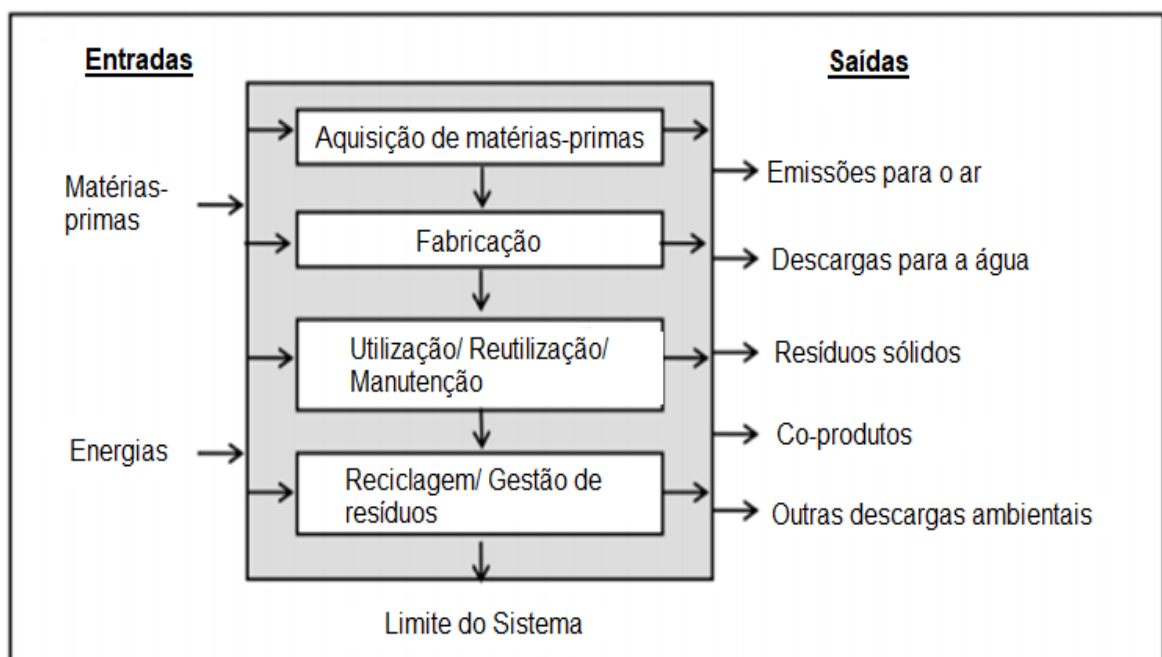 Entradas
Saídas
Matérias-
primas
Energias
Aquisição de matérias-primas
Fabricação
Utilização/ Reutilização/
Manutenção
Reciclagem/ Gestão de
resíduos
Emissões para o ar
Descargas para a água
Resíduos sólidos
Co-produtos
Outras descargas ambientais
Limite do Sistema